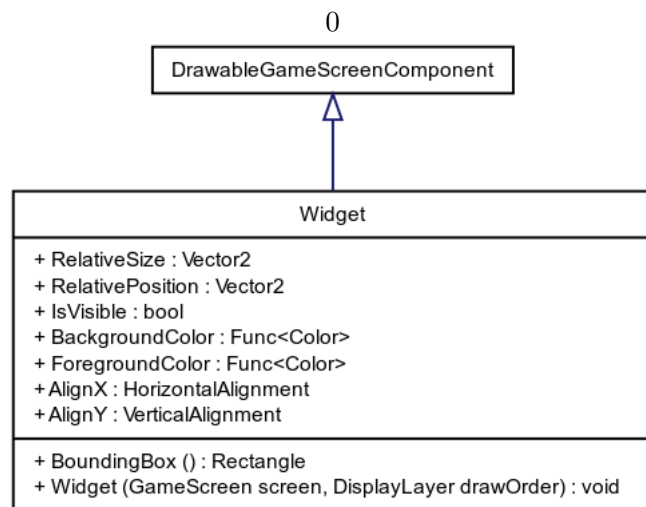 0
DrawableGameScreenComponent
Widget
+ RelativeSize : Vector2
+ RelativePosition : Vector2
+ IsVisible : bool
+ BackgroundColor : Func<Color>
+ ForegroundColor : Func<Color>
+ AlignX : HorizontalAlignment
+ AlignY : VerticalAlignment
+ BoundingBox () : Rectangle
+ Widget (GameScreen screen, DisplayLayer drawOrder) : void